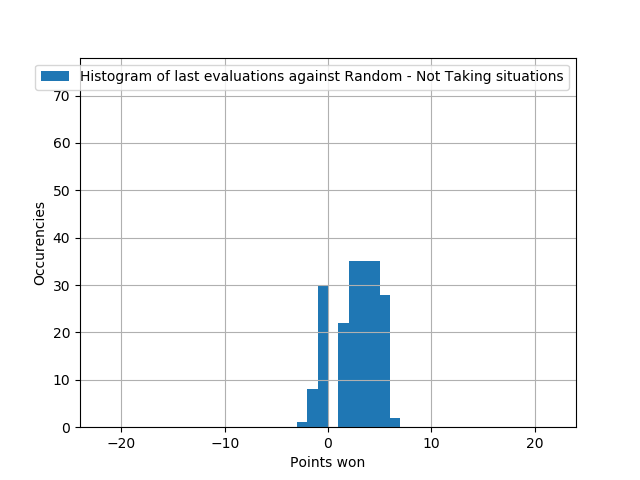 Histogram of last evaluations against Random - Not Taking situations
70
60
50
40
30
20
10
0
Occurencies
−20 −10 0 10 20
Points won